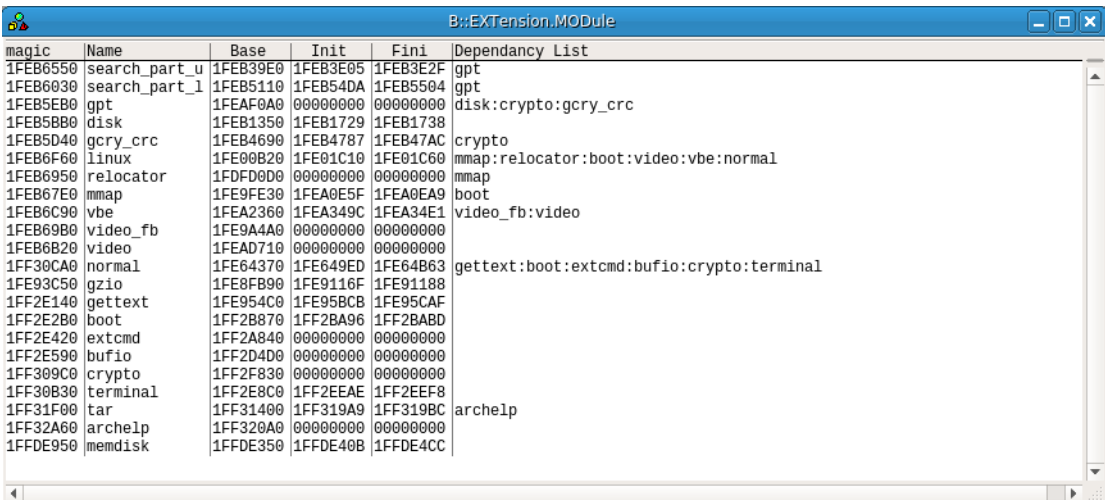 B::EXTension.MODule
magic |Name | Base | Init | Fini |Dependancy List
1FEB6550 |search_part_u |1FEB39E0 |1FEB3E05 |1FEB3E2F |gpt
1FEB6030 |search_part_l |1FEB5110 |1FEB54DA |1FEB5504 |gpt
1FEB5EB0 |gpt |1FEAF0A0 |00000000 |00000000 |disk:crypto:gcry_crc
1FEB5BB0 |disk |1FEB1350 |1FEB1729 |1FEB1738 |
1FEB5D40 |gcry_crc |1FEB4690 |1FEB4787 |1FEB47AC |crypto
1FEB6F60 |linux |1FE00B20 |1FE01C10 |1FE01C60 |mmap:relocator:boot:video:vbe:normal
1FEB6950 |relocator |1FDFD0D0 |00000000 |00000000 |mmap
1FEB67E0 |mmap |1FE9FE30 |1FEA0E5F |1FEA0EA9 |boot
1FEB6C90 |vbe |1FEA2360 |1FEA349C |1FEA34E1 |video_fb:video
1FEB69B0 |video_fb |1FE9A4A0 |00000000 |00000000 |
1FEB6B20 |video |1FEAD710 |00000000 |00000000 |
1FF30CA0 |normal |1FE64370 |1FE649ED |1FE64B63 |gettext:boot:extcmd:bufio:crypto:terminal
1FE93C50 |gzio |1FE8FB90 |1FE9116F |1FE91188 |
1FF2E140 |gettext |1FE954C0 |1FE95BCB |1FE95CAF |
1FF2E2B0 |boot |1FF2B870 |1FF2BA96 |1FF2BABD |
1FF2E420 |extcmd |1FF2A840 |00000000 |00000000 |
1FF2E590 |bufio |1FF2D4D0 |00000000 |00000000 |
1FF309C0 |crypto |1FF2F830 |00000000 |00000000 |
1FF30B30 |terminal |1FF2E8C0 |1FF2EEAE |1FF2EEF8 |
1FF31F00 |tar |1FF31400 |1FF319A9 |1FF319BC |archelp
1FF32A60 |archelp |1FF320A0 |00000000 |00000000 |
1FFDE950 |memdisk |1FFDE350 |1FFDE40B |1FFDE4CC |